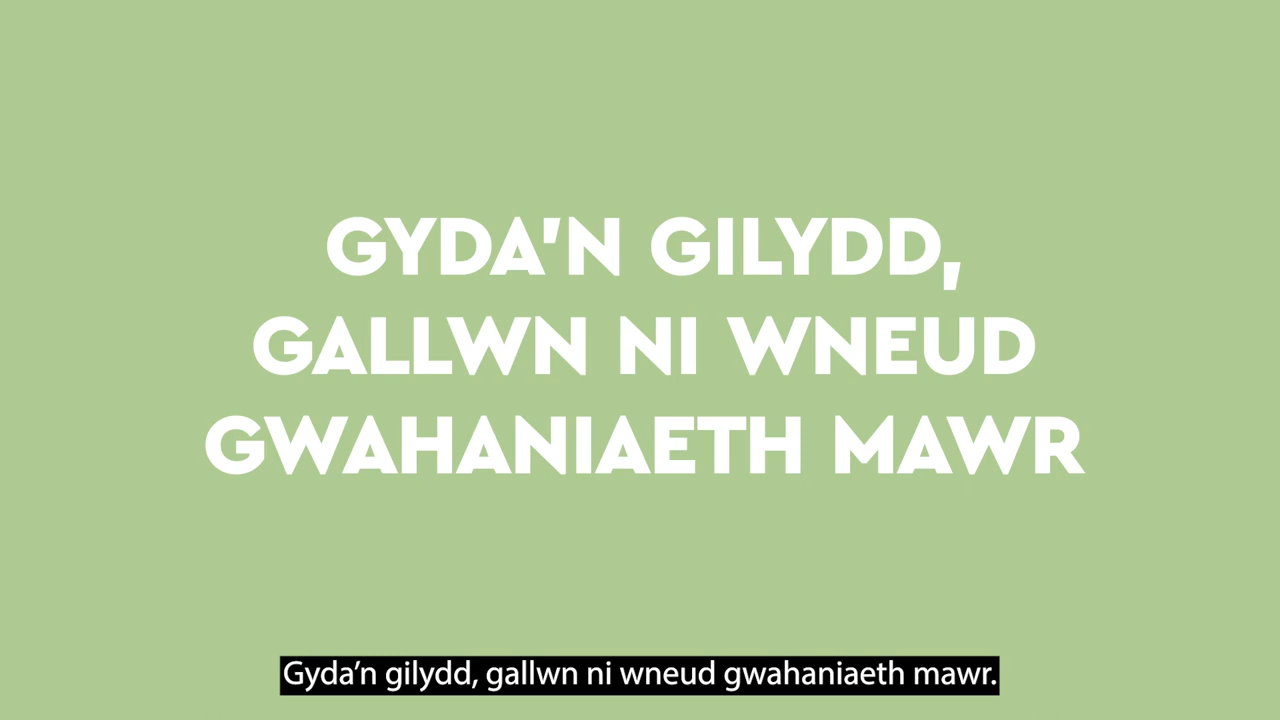 GYDA'N GILYDD,
GALLWN NI WNEUD
GWAHANIAETH MAWR
Gyda’n gilydd, gallwn ni wneud gwahaniaeth mawr.